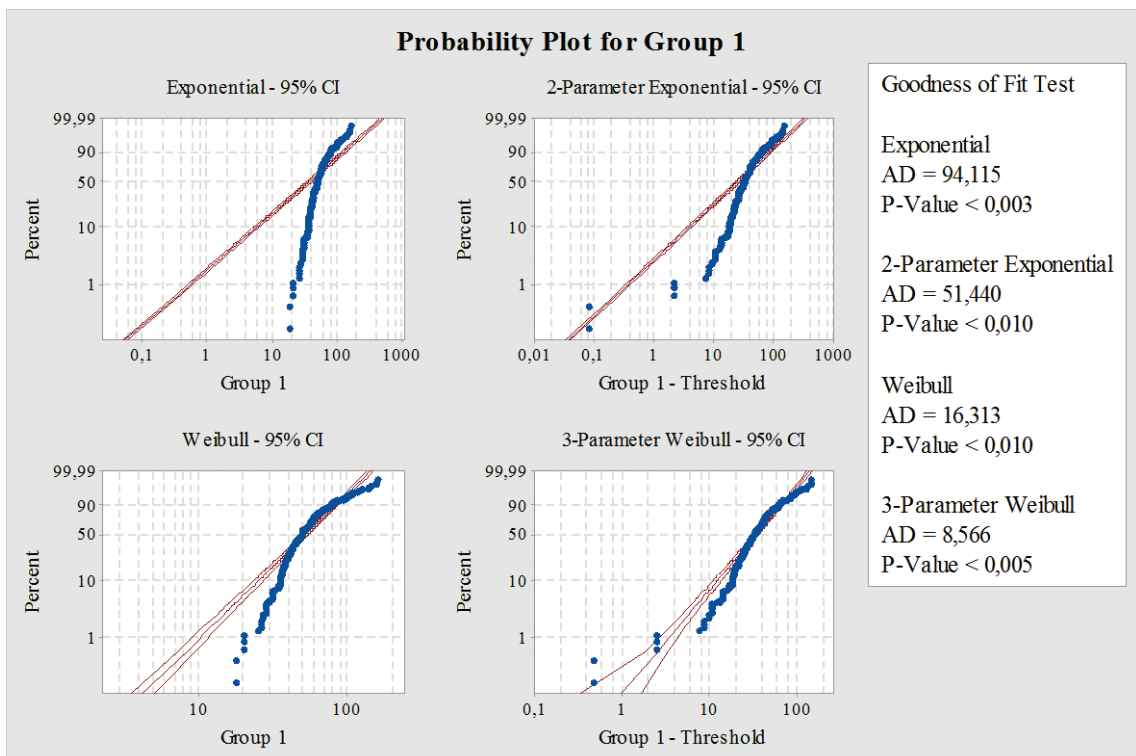 Probability Plot for Group 1
Exponential - 95% CI
99,99
90
50
10
1
Percent
0,1 1 10 100 1000
Group 1
2-Parameter Exponential - 95% CI
99,99
90
50
10
1
Percent
0,01 0,1 1 10 100 1000
Group 1 - Threshold
Weibull - 95% CI
99,99
90
50
10
1
Percent
10 100
Group 1
3-Parameter Weibull - 95% CI
99,99
90
50
10
1
Percent
0,1 1 10 100
Group 1 - Threshold
Goodness of Fit Test
Exponential
AD = 94,115
P-Value < 0,003
2-Parameter Exponential
AD = 51,440
P-Value < 0,010
Weibull
AD = 16,313
P-Value < 0,010
3-Parameter Weibull
AD = 8,566
P-Value < 0,005